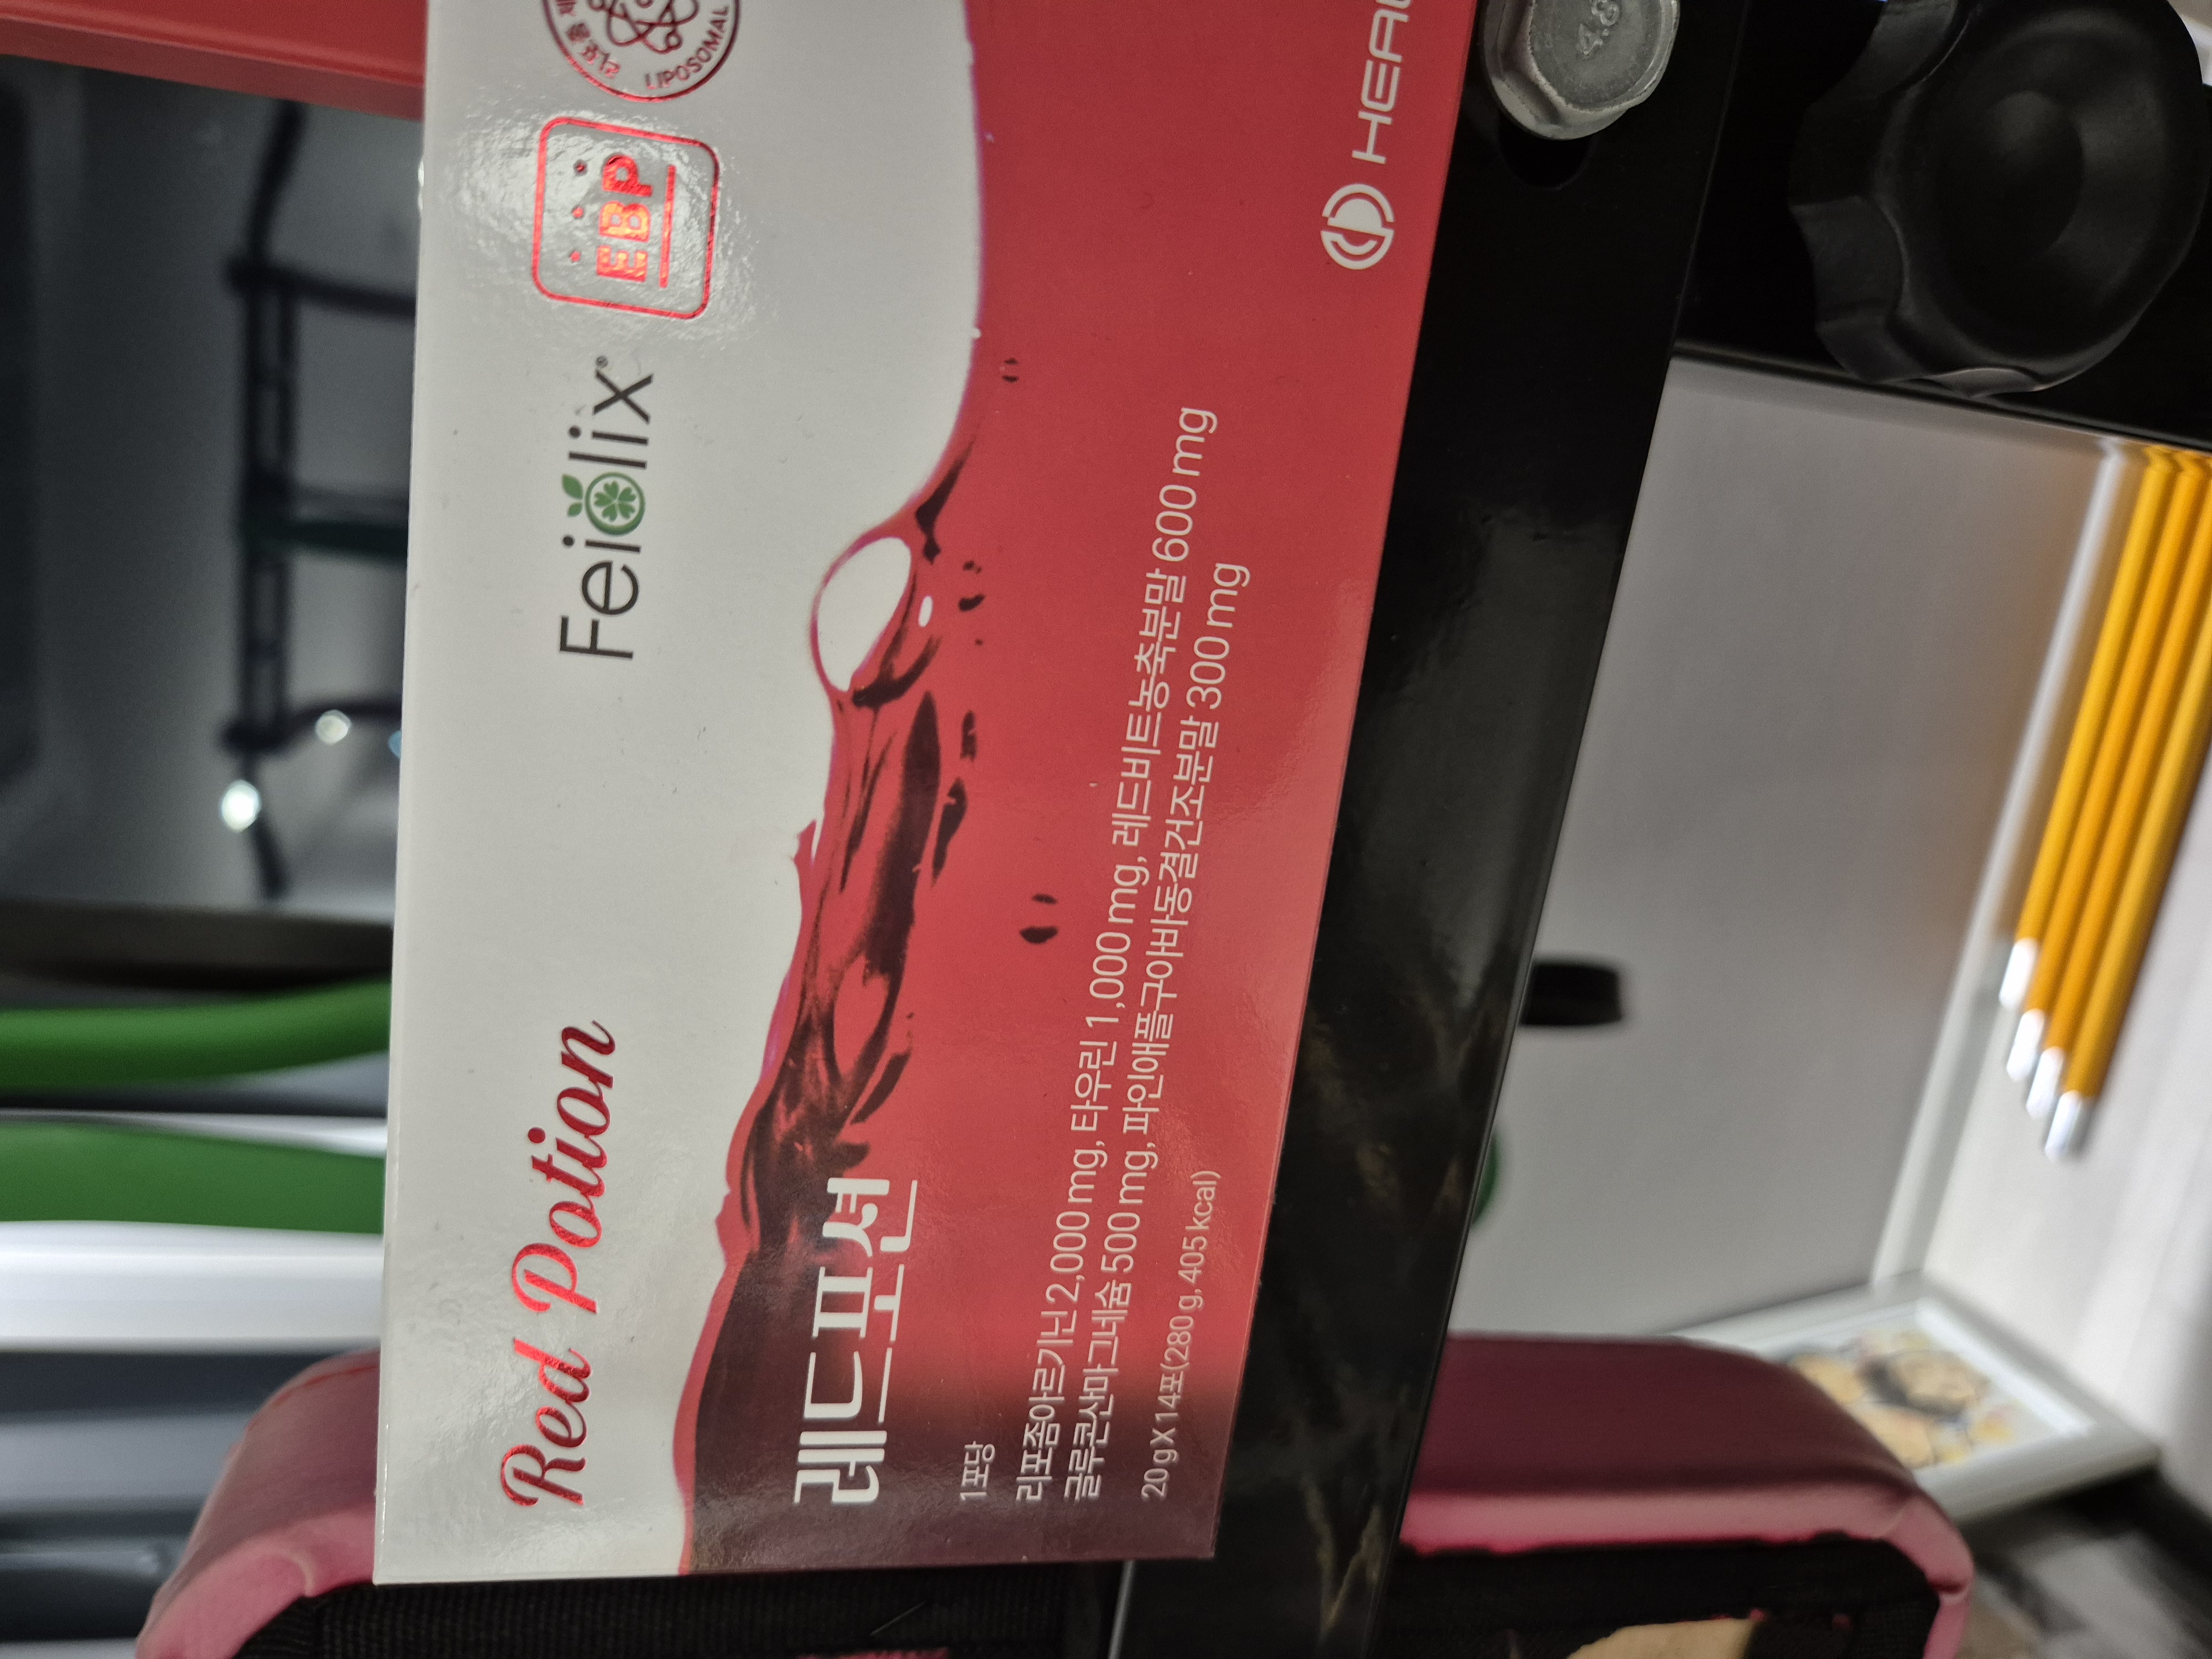 Red Potion
Feiolix®
EBP
LIPOSOMAL
레드포션
1포당
리포좀아르기닌 2,000 mg, 타우린 1,000 mg, 레드비트농축분말 600 mg
글루콘산마그네슘 500 mg, 파인애플구아바동결건조분말 300 mg
20 g X 14포(280 g, 405 kcal)
4.8